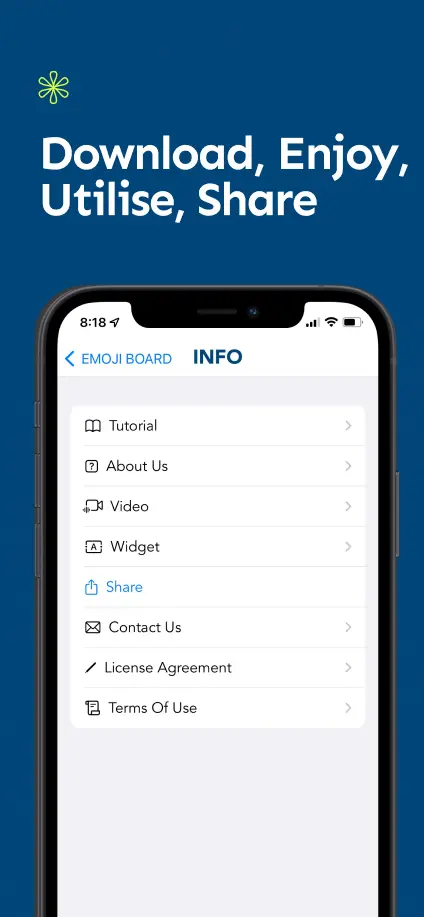 Download, Enjoy,
Utilise, Share
8:18
EMOJI BOARD INFO
Tutorial
About Us
Video
Widget
Share
Contact Us
License Agreement
Terms Of Use